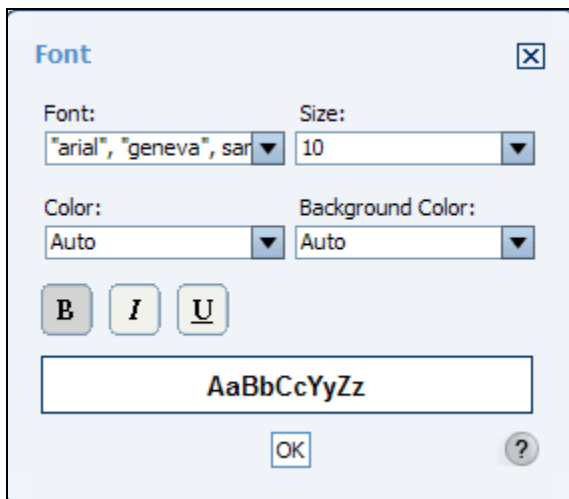 Font
Font: Size:
"arial", "geneva", sar 10
Color: Background Color:
Auto Auto
B I U
AaBbCcYyZz
OK ?